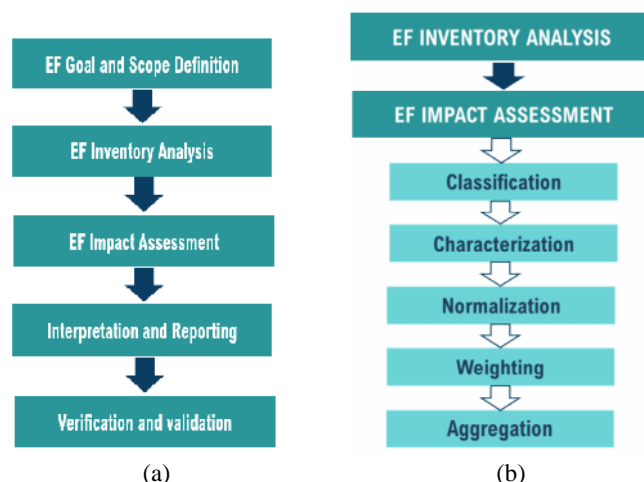 EF Goal and Scope Definition
EF Inventory Analysis
EF Impact Assessment
Interpretation and Reporting
Verification and validation
(a)
EF INVENTORY ANALYSIS
EF IMPACT ASSESSMENT
Classification
Characterization
Normalization
Weighting
Aggregation
(b)